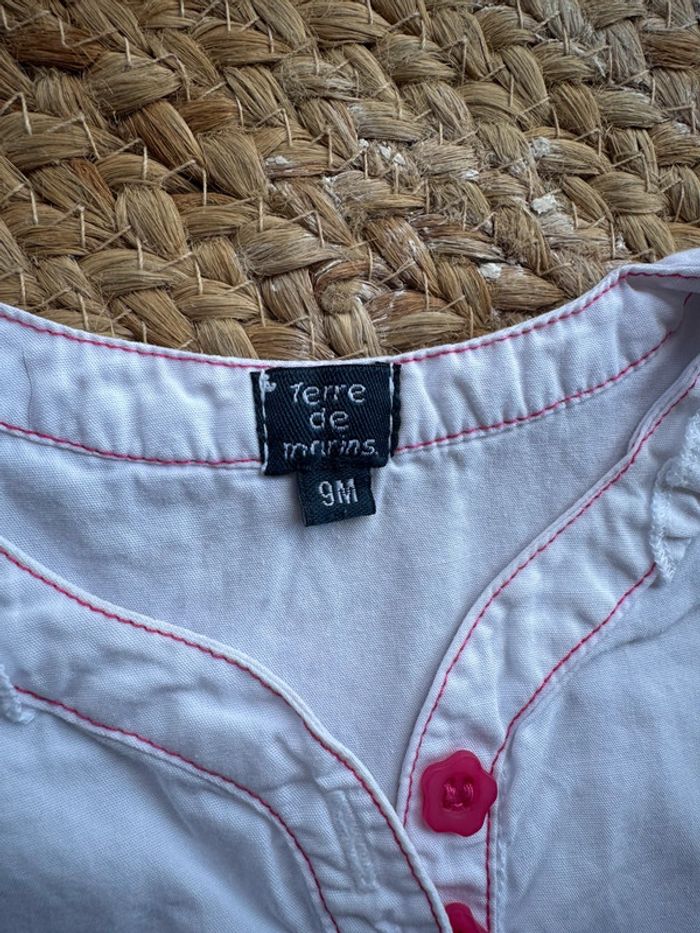 Terre
de
marins.
9M